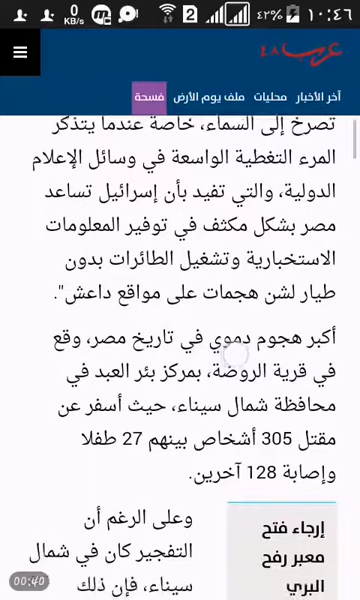 0
KB/s
2
٤٢%
١٠:٤٦
عرب ٤٨
آخر الأخبار
محليات
ملف يوم الأرض
فسحة
تصرخ إلى السماء، خاصة عندما يتذكر
المرء التغطية الواسعة في وسائل الإعلام
الدولية، والتي تفيد بأن إسرائيل تساعد
مصر بشكل مكثف في توفير المعلومات
الاستخبارية وتشغيل الطائرات بدون
طيار لشن هجمات على مواقع داعش".
أكبر هجوم دموي في تاريخ مصر، وقع
في قرية الروضة، بمركز بئر العبد في
محافظة شمال سيناء، حيث أسفر عن
مقتل 305 أشخاص بينهم 27 طفلا
وإصابة 128 آخرين.
وعلى الرغم أن
التفجير كان في شمال
سيناء، فإن ذلك
إرجاء فتح
معبر رفح
البري
00:40